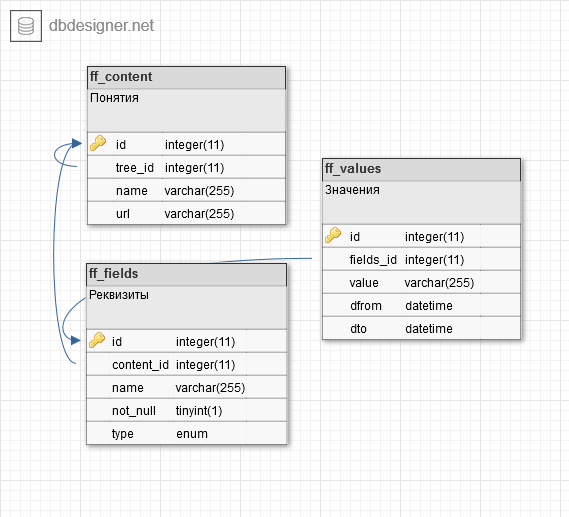 dbdesigner.net
ff_content
Понятия
id integer(11)
tree_id integer(11)
name varchar(255)
url varchar(255)
ff_values
Значения
id integer(11)
fields_id integer(11)
value varchar(255)
dfrom datetime
dto datetime
ff_fields
Реквизиты
id integer(11)
content_id integer(11)
name varchar(255)
not_null tinyint(1)
type enum